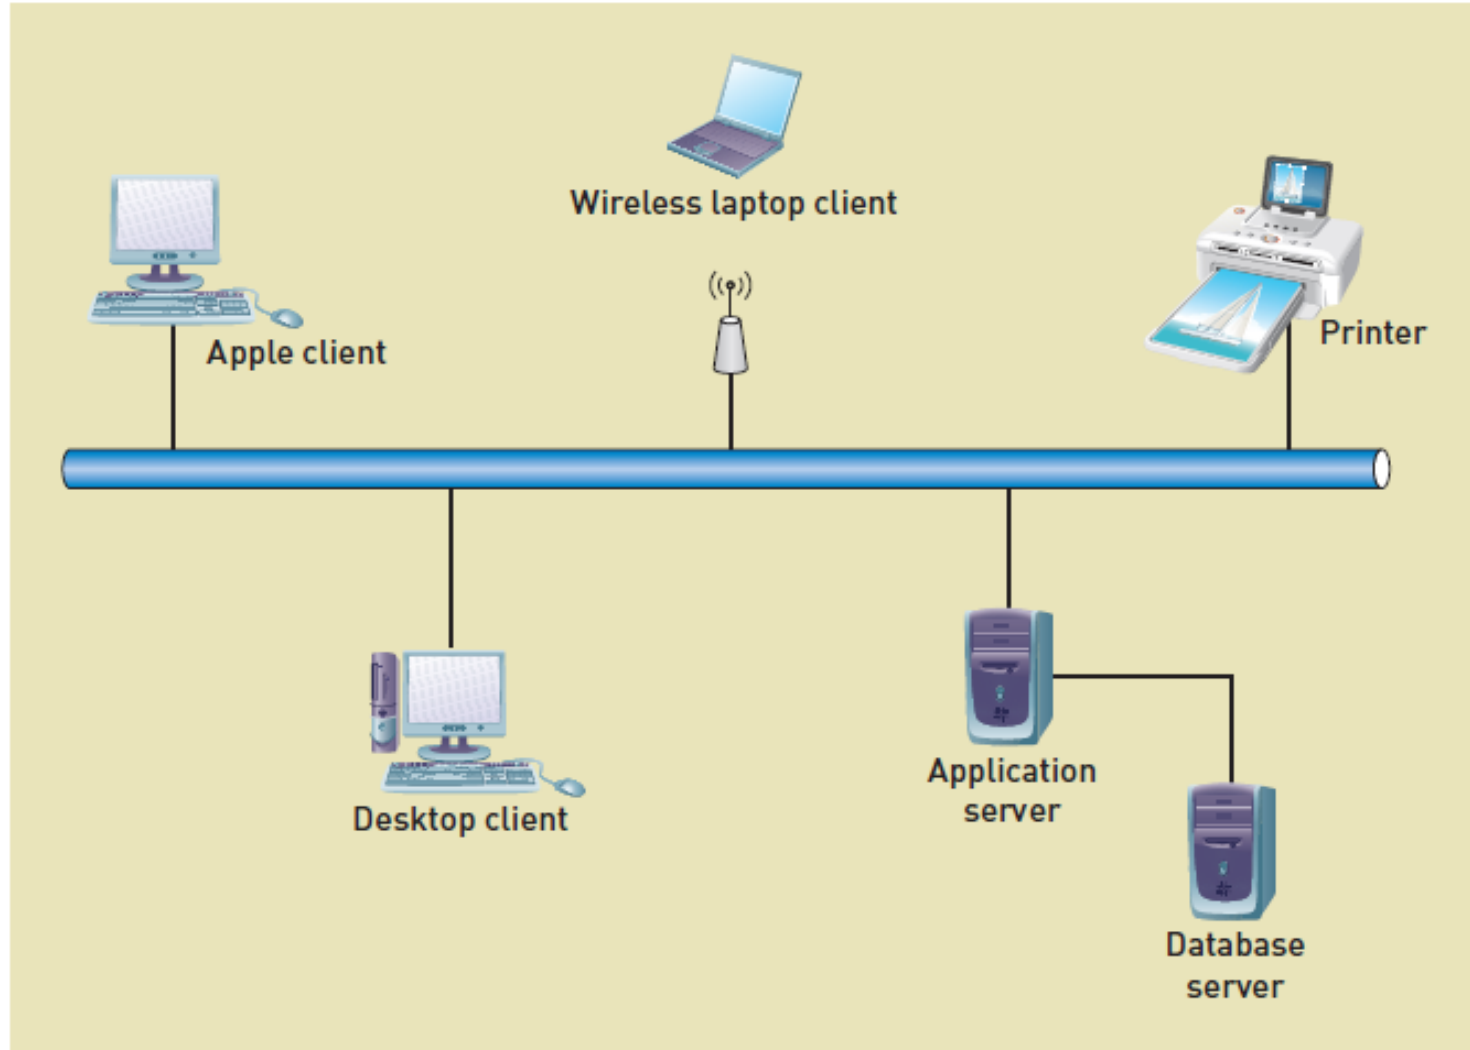 Wireless laptop client
Printer
Apple client
Desktop client
Application
server
Database
server